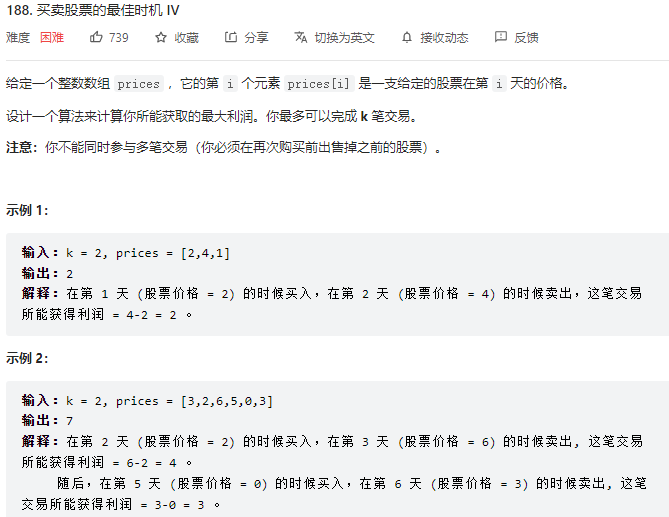 188. 买卖股票的最佳时机 IV
难度 困难 739 收藏 分享 切换为英文 接收动态 反馈
给定一个整数数组 prices ，它的第 i 个元素 prices[i] 是一支给定的股票在第 i 天的价格。
设计一个算法来计算你所能获取的最大利润。你最多可以完成 k 笔交易。
注意：你不能同时参与多笔交易（你必须在再次购买前出售掉之前的股票）。
示例 1：
输入：k = 2, prices = [2,4,1]
输出：2
解释：在第 1 天 (股票价格 = 2) 的时候买入，在第 2 天 (股票价格 = 4) 的时候卖出，这笔交易
所能获得利润 = 4-2 = 2 。
示例 2：
输入：k = 2, prices = [3,2,6,5,0,3]
输出：7
解释：在第 2 天 (股票价格 = 2) 的时候买入，在第 3 天 (股票价格 = 6) 的时候卖出, 这笔交易
所能获得利润 = 6-2 = 4 。
随后，在第 5 天 (股票价格 = 0) 的时候买入，在第 6 天 (股票价格 = 3) 的时候卖出, 这笔
交易所能获得利润 = 3-0 = 3 。